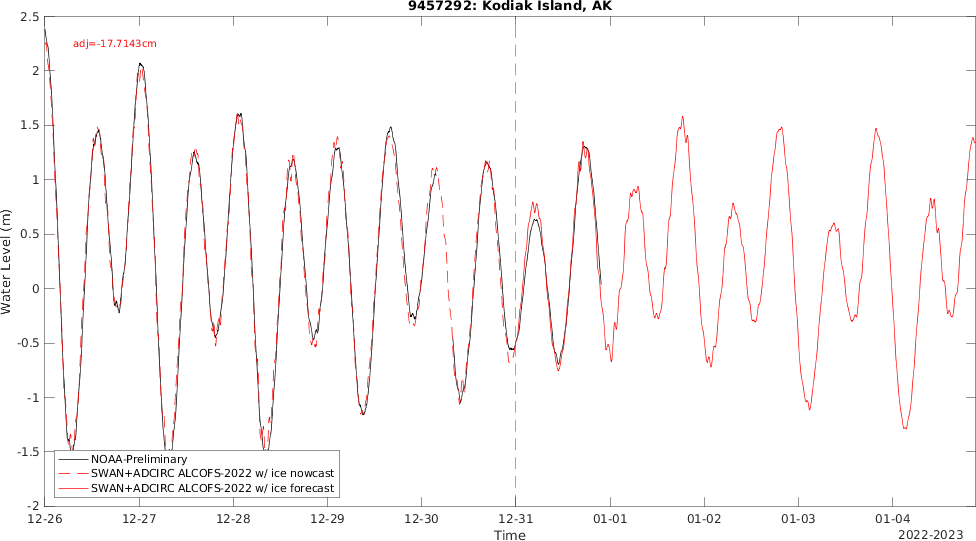 9457292: Kodiak Island, AK
adj=-17.7143cm
2.5
2
1.5
1
0.5
0
-0.5
-1
-1.5
-2
Water Level (m)
NOAA-Preliminary
SWAN+ADCIRC ALCOFS-2022 w/ ice nowcast
SWAN+ADCIRC ALCOFS-2022 w/ ice forecast
12-26 12-27 12-28 12-29 12-30 12-31 01-01 01-02 01-03 01-04
Time
2022-2023